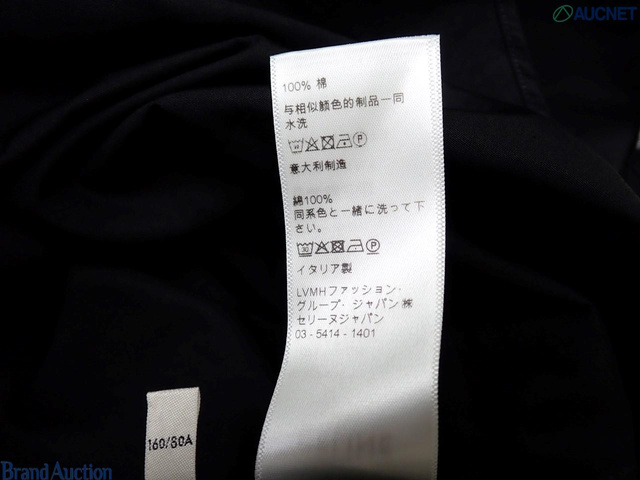 AUCNET
100% 棉
与相似颜色的制品一同
水洗
意大利制造
綿100%
同系色と一緒に洗って下
さい。
イタリア製
LVMHファッション・
グループ・ジャパン㈱
セリーヌジャパン
03 - 5414 - 1401
160/80A
Brand Auction